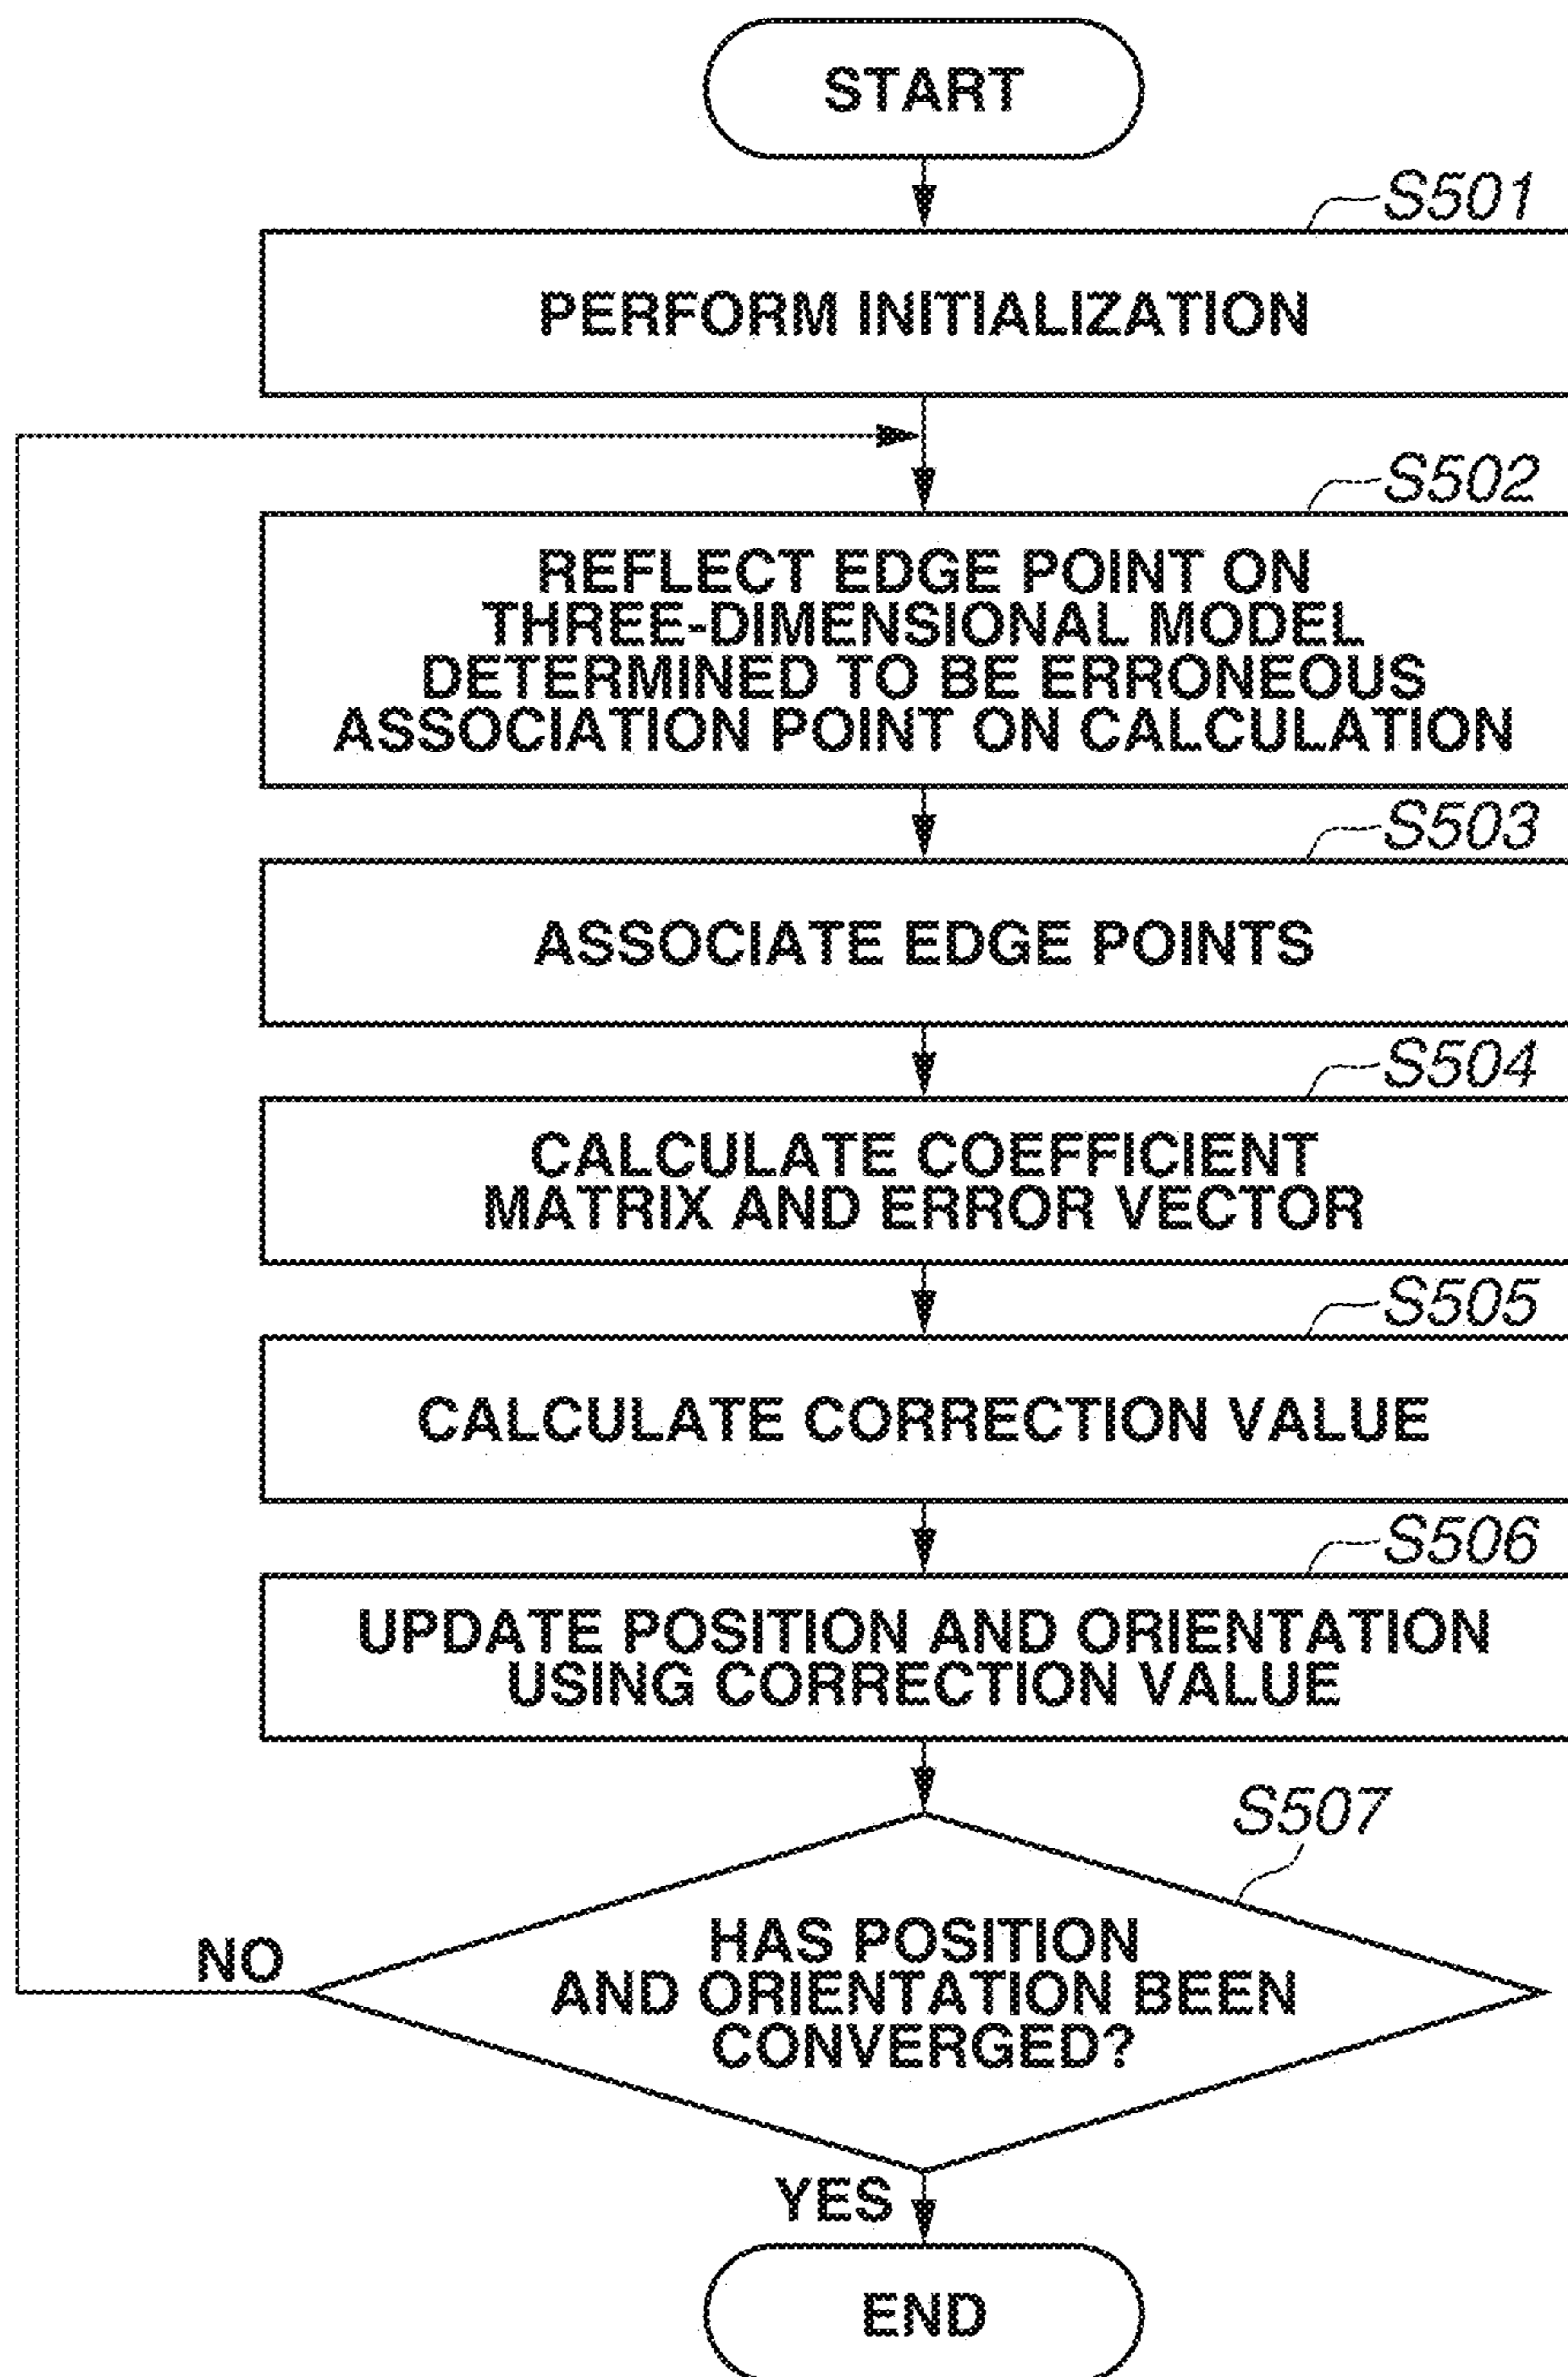 START
S501
PERFORM INITIALIZATION
S502
REFLECT EDGE POINT ON
THREE-DIMENSIONAL MODEL
DETERMINED TO BE ERRONEOUS
ASSOCIATION POINT ON CALCULATION
S503
ASSOCIATE EDGE POINTS
S504
CALCULATE COEFFICIENT
MATRIX AND ERROR VECTOR
S505
CALCULATE CORRECTION VALUE
S506
UPDATE POSITION AND ORIENTATION
USING CORRECTION VALUE
S507
HAS POSITION
AND ORIENTATION BEEN
CONVERGED?
NO
YES
END